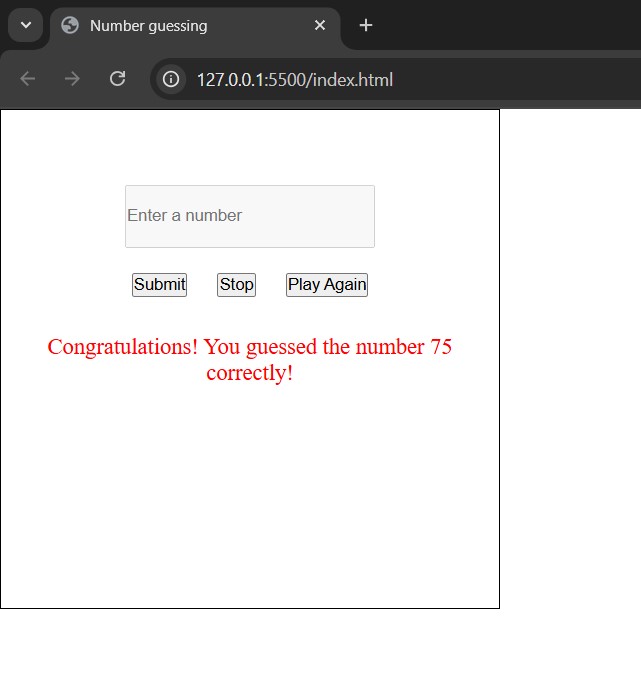 Number guessing
127.0.0.1:5500/index.html
Enter a number
Submit Stop Play Again
Congratulations! You guessed the number 75
correctly!